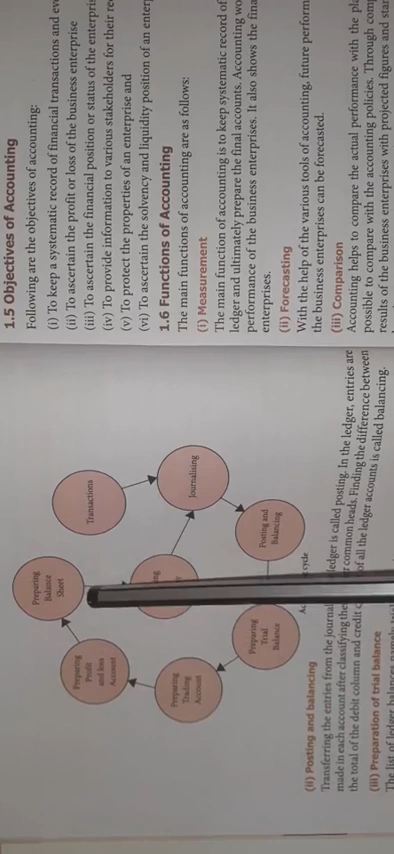 Preparing
Balance
Sheet
Transactions
Preparing
Profit
and loss
Account
Journalising
Preparing
Trading
Account
Preparing
Trial
Balance
Posting and
Balancing
cycle
(ii) Posting and balancing
Transferring the entries from the journal ledger is called posting. In the ledger, entries are
made in each account after classifying common heads. Finding the difference between
the total of the debit column and credit of all the ledger accounts is called balancing.
(iii) Preparation of trial balance
The list of ledger balances namely
1.5 Objectives of Accounting
Following are the objectives of accounting:
(i) To keep a systematic record of financial transactions and
(ii) To ascertain the profit or loss of the business enterprise
(iii) To ascertain the financial position or status of the
(iv) To provide information to various stakeholders for their
(v) To protect the properties of an enterprise and
(vi) To ascertain the solvency and liquidity position of an
1.6 Functions of Accounting
The main functions of accounting are as follows:
(i) Measurement
The main function of accounting is to keep systematic record of
ledger and ultimately prepare the final accounts. Accounting
performance of the business enterprises. It also shows the
enterprises.
(ii) Forecasting
With the help of the various tools of accounting, future
the business enterprises can be forecasted.
(iii) Comparison
Accounting helps to compare the actual performance with the
possible to compare with the accounting policies. Through
results of the business enterprises with projected figures and